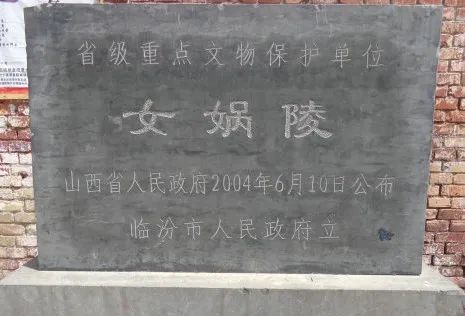 省级重点文物保护单位
女娲陵
山西省人民政府2004年6月10日公布
临汾市人民政府立